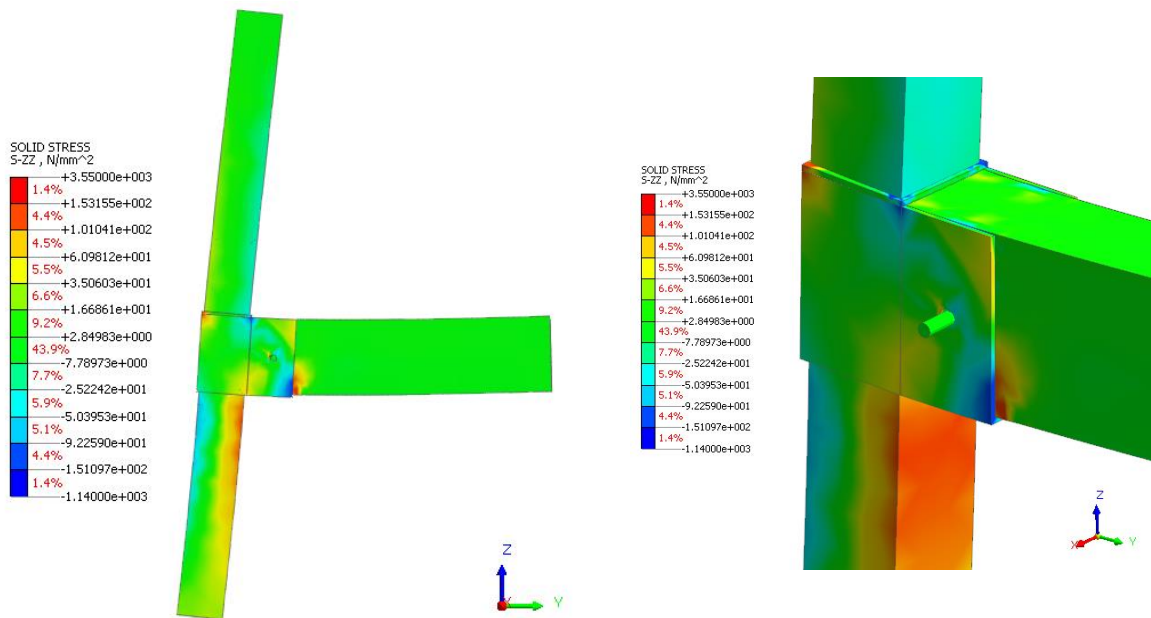 SOLID STRESS
S-ZZ , N/mm^2
+3.55000e+003
1.4%
+1.53155e+002
4.4%
+1.01041e+002
4.5%
+6.09812e+001
5.5%
+3.50603e+001
6.6%
+1.66861e+001
9.2%
+2.84983e+000
43.9%
-7.78973e+000
7.7%
-2.52242e+001
5.9%
-5.03953e+001
5.1%
-9.22590e+001
4.4%
-1.51097e+002
1.4%
-1.14000e+003
Z
Y
SOLID STRESS
S-ZZ , N/mm^2
+3.55000e+003
1.4%
+1.53155e+002
4.4%
+1.01041e+002
4.5%
+6.09812e+001
5.5%
+3.50603e+001
6.6%
+1.66861e+001
9.2%
+2.84983e+000
43.9%
-7.78973e+000
7.7%
-2.52242e+001
5.9%
-5.03953e+001
5.1%
-9.22590e+001
4.4%
-1.51097e+002
1.4%
-1.14000e+003
Z
X
Y